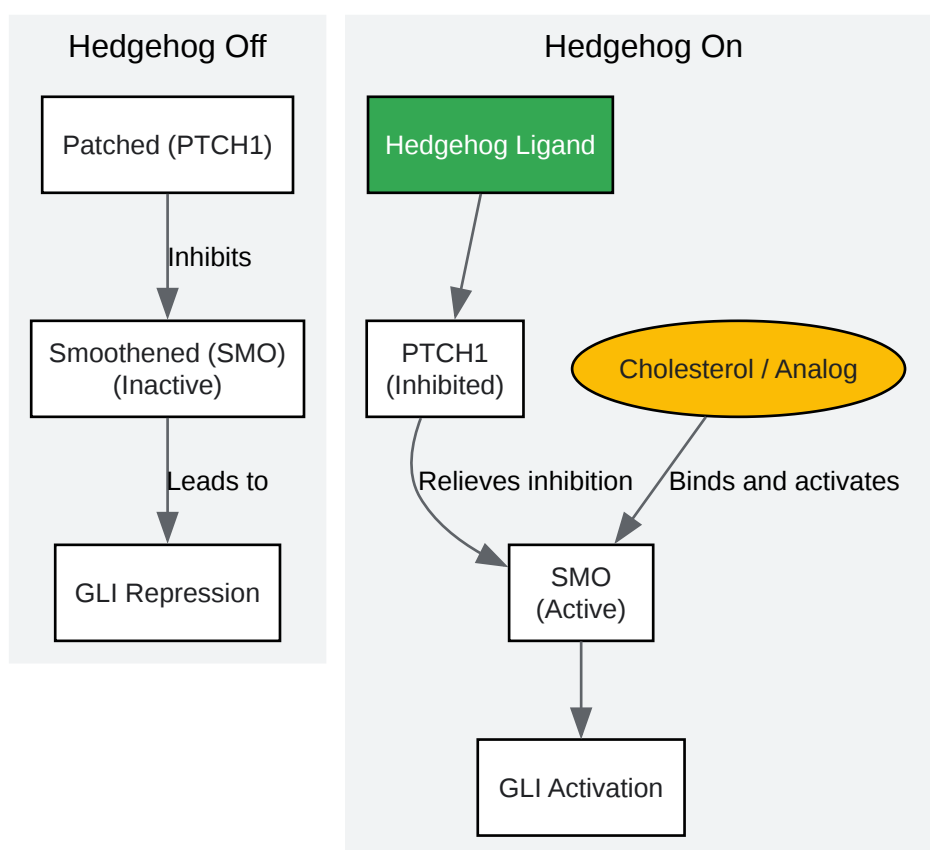 Hedgehog Off
Patched (PTCH1)
Inhibits
Smoothened (SMO)
(Inactive)
Leads to
GLI Repression
Hedgehog On
Hedgehog Ligand
PTCH1
(Inhibited)
Cholesterol / Analog
Relieves inhibition
Binds and activates
SMO
(Active)
GLI Activation